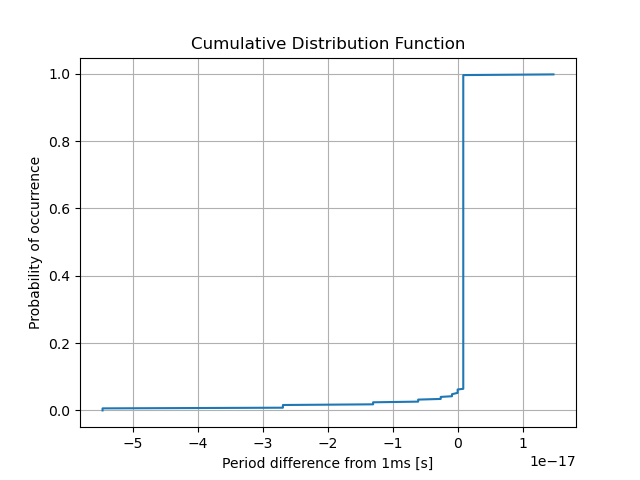 Cumulative Distribution Function
Probability of occurrence
1.0
0.8
0.6
0.4
0.2
0.0
−5 −4 −3 −2 −1 0 1
1e−17
Period difference from 1ms [s]